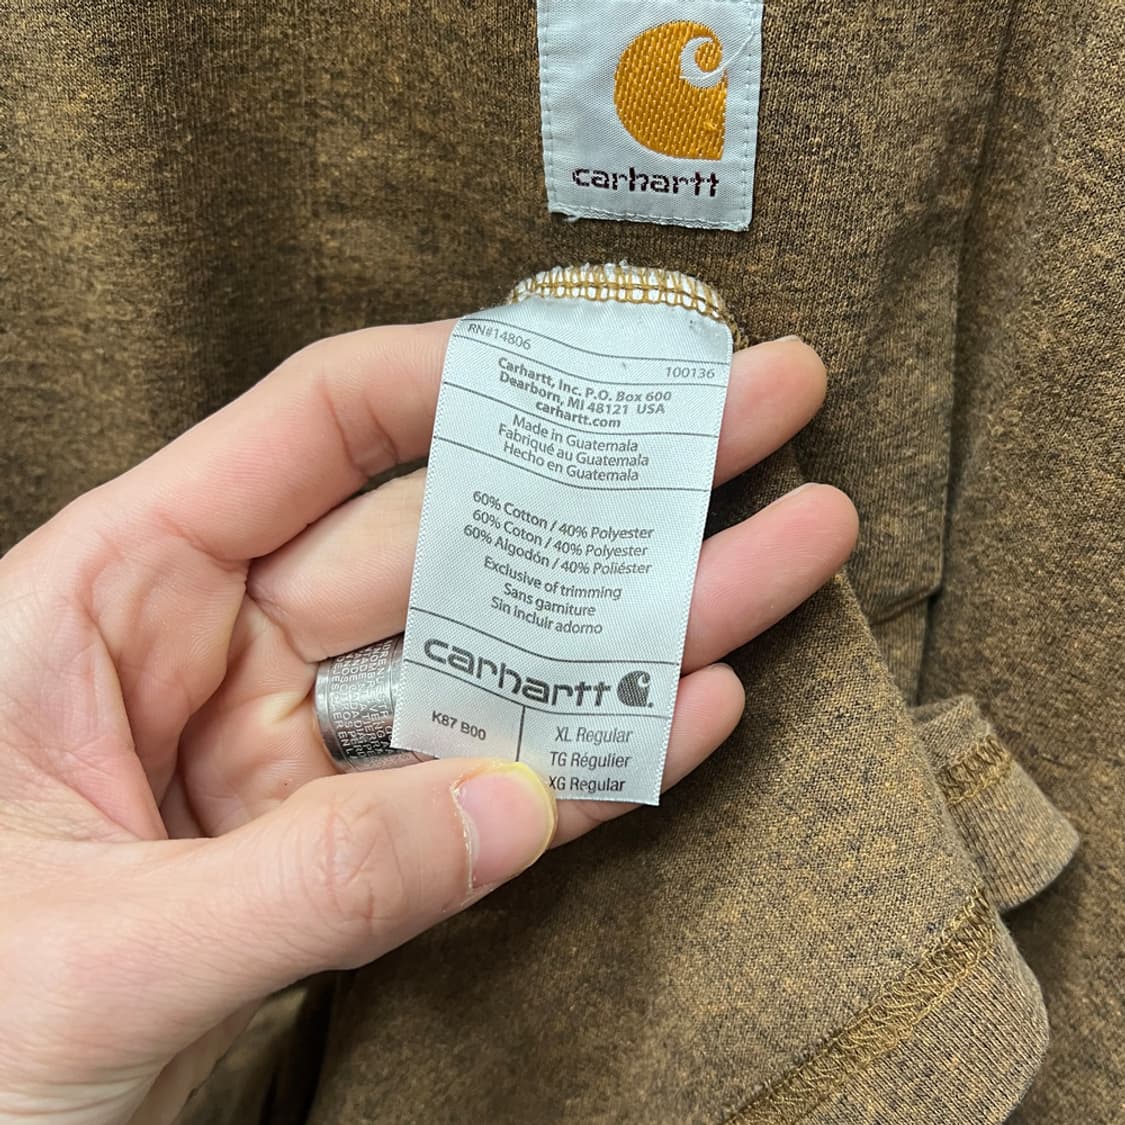 carhartt
RN#14806
100136
Carhartt, Inc. P.O. Box 600
Dearborn, MI 48121 USA
carhartt.com
Made in Guatemala
Fabriqué au Guatemala
Hecho en Guatemala
60% Cotton / 40% Polyester
60% Coton / 40% Polyester
60% Algodón / 40% Poliéster
Exclusive of trimming
Sans garniture
Sin incluir adorno
carhartt
K87 B00
XL Regular
TG Régulier
XG Regular